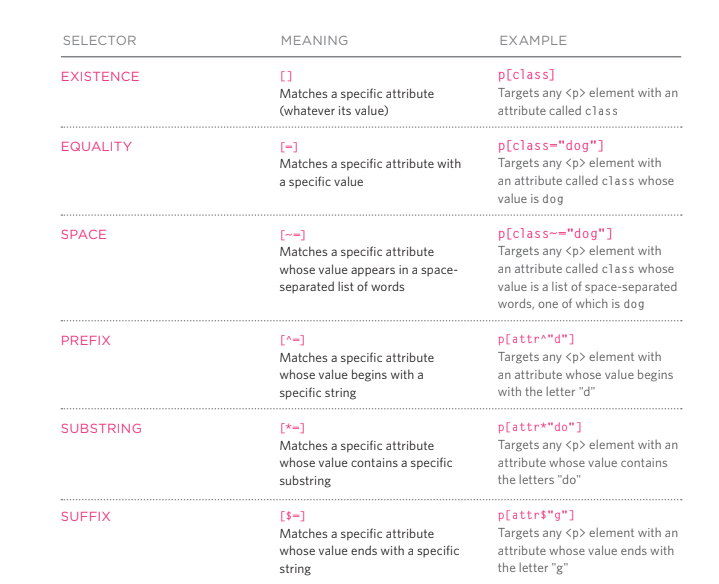 SELECTOR MEANING EXAMPLE
EXISTENCE
[]
Matches a specific attribute
(whatever its value)
p[class]
Targets any <p> element with an
attribute called class
EQUALITY
[=]
Matches a specific attribute with
a specific value
p[class="dog"]
Targets any <p> element with
an attribute called class whose
value is dog
SPACE
[~=]
Matches a specific attribute
whose value appears in a space-
separated list of words
p[class~="dog"]
Targets any <p> element with
an attribute called class whose
value is a list of space-separated
words, one of which is dog
PREFIX
[^=]
Matches a specific attribute
whose value begins with a
specific string
p[attr^"d"]
Targets any <p> element with
an attribute whose value begins
with the letter "d"
SUBSTRING
[*=]
Matches a specific attribute
whose value contains a specific
substring
p[attr*"do"]
Targets any <p> element with an
attribute whose value contains
the letters "do"
SUFFIX
[$=]
Matches a specific attribute
whose value ends with a specific
string
p[attr$"g"]
Targets any <p> element with an
attribute whose value ends with
the letter "g"